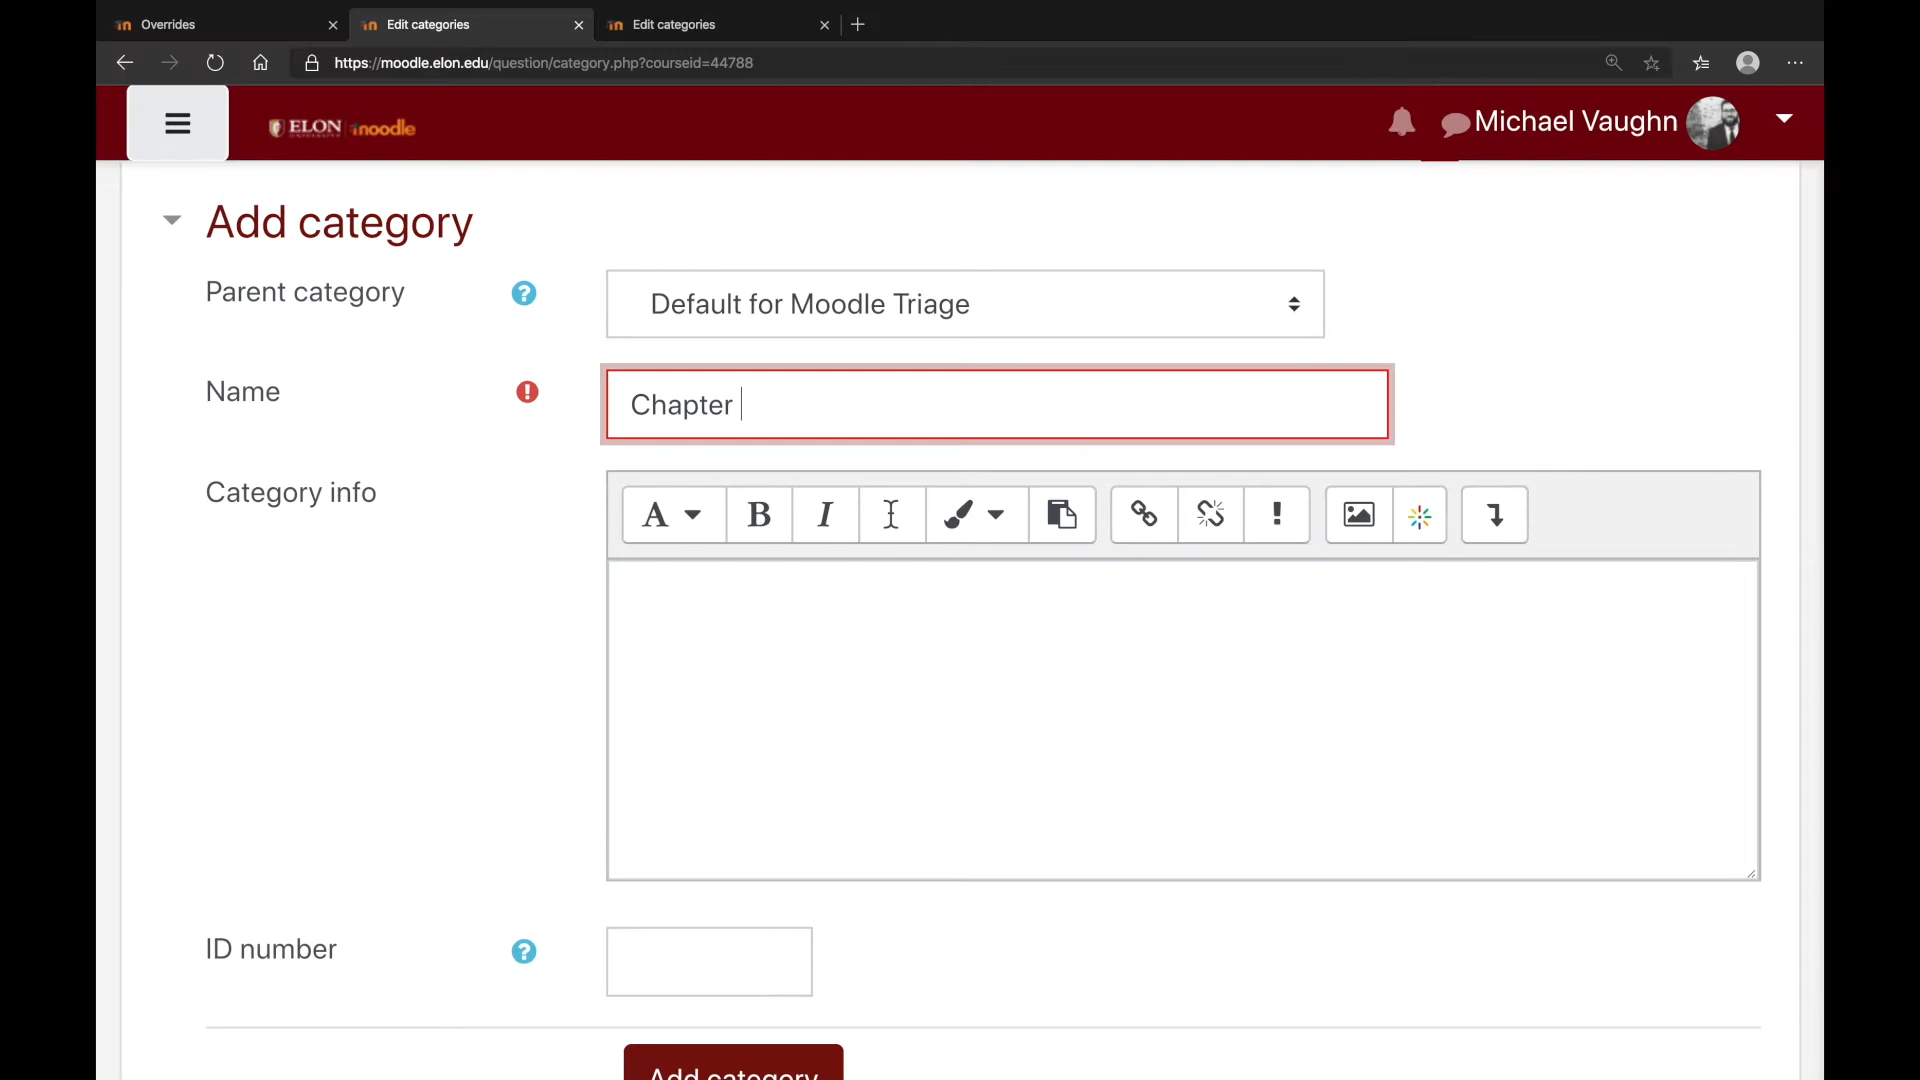 Overrides
Edit categories
Edit categories
https://moodle.elon.edu/question/category.php?courseid=44788
ELON
UNIVERSITY
moodle
Michael Vaughn
Add category
Parent category
Default for Moodle Triage
Name
Chapter
Category info
A
B
I
ID number
Add category